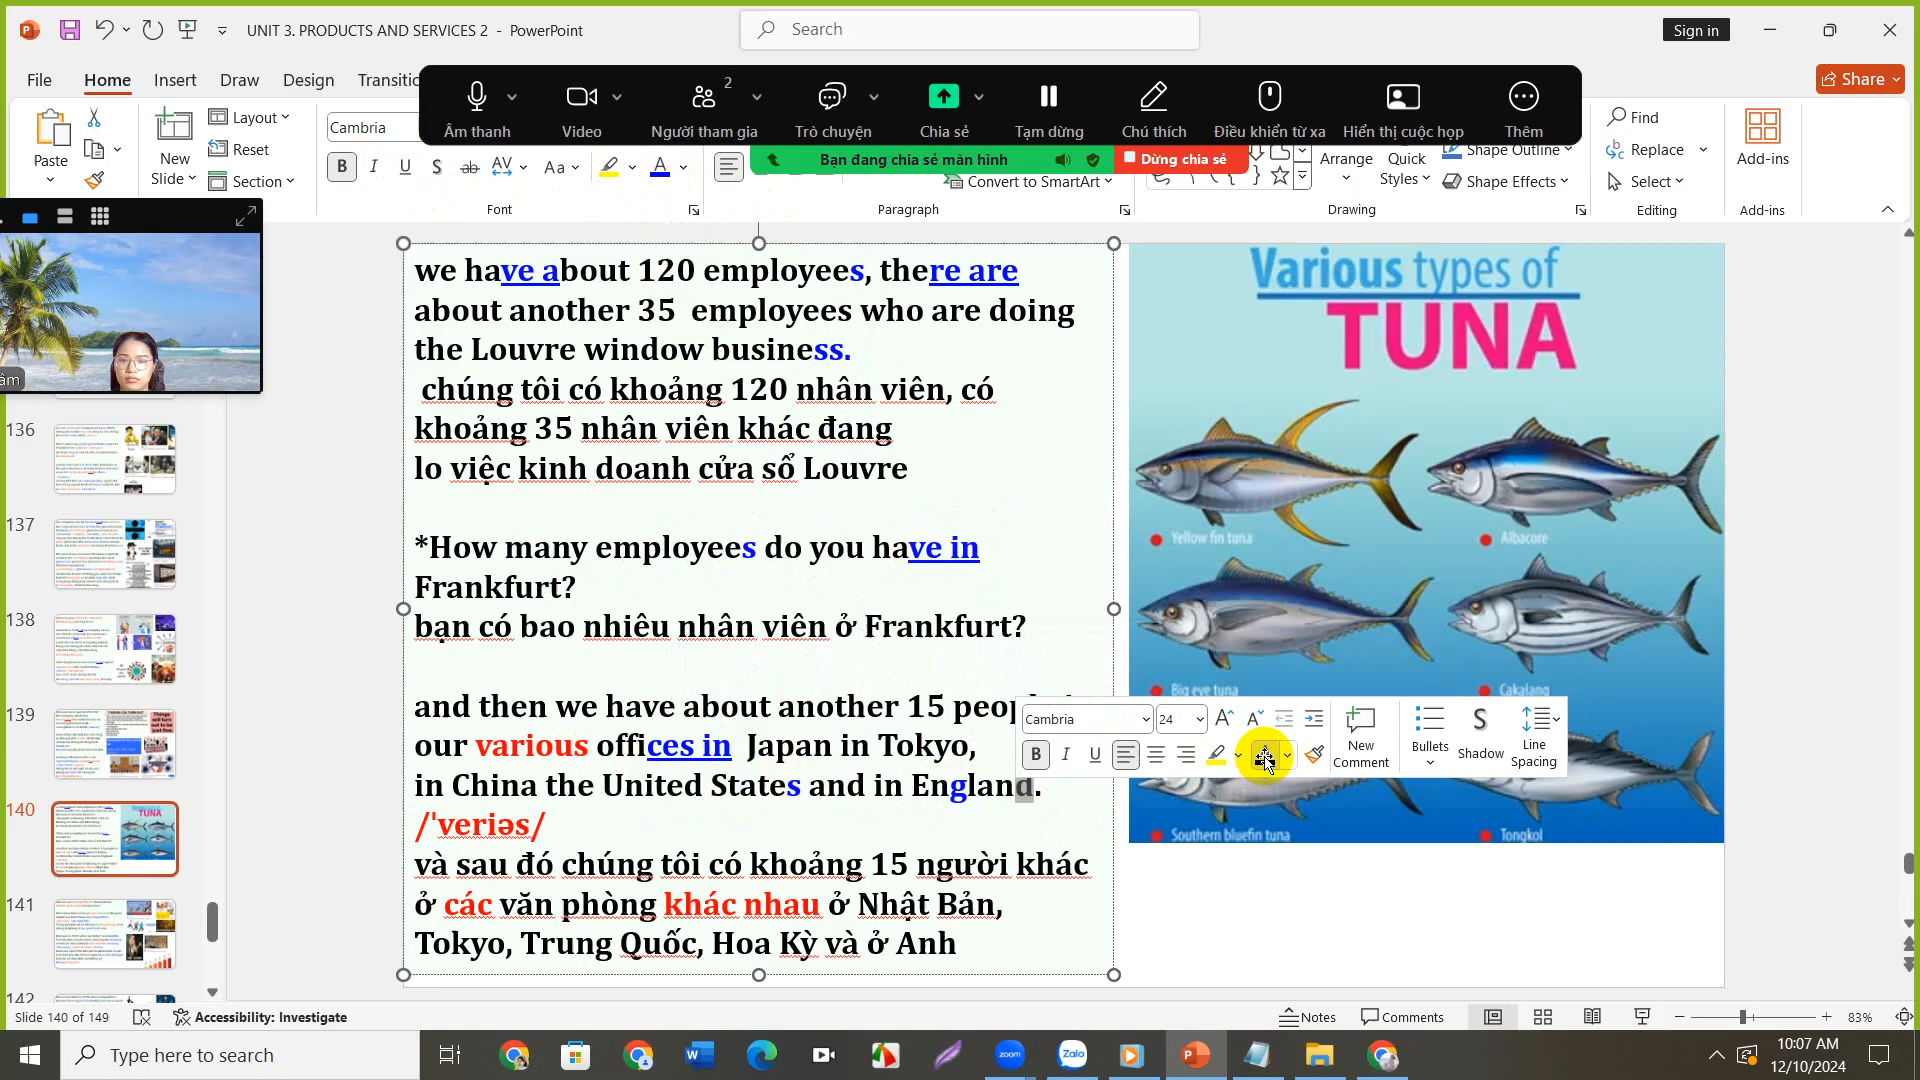 UNIT 3. PRODUCTS AND SERVICES 2 - PowerPoint
Search
Sign in
File
Home
Insert
Draw
Design
Share
Âm thanh
Video
2
Người tham gia
Trò chuyện
Chia sẻ
Tạm dừng
Chú thích
Điều khiển từ xa
Hiển thị cuộc họp
Thêm
Bạn đang chia sẻ màn hình
Dừng chia sẻ
Paste
New Slide
Layout
Reset
Section
Cambria
Font
Convert to SmartArt
Paragraph
Arrange
Quick Styles
Shape Outline
Shape Effects
Drawing
Find
Replace
Select
Editing
Add-ins
Add-ins
we have about 120 employees, there are
about another 35 employees who are doing
the Louvre window business.
chúng tôi có khoảng 120 nhân viên, có
khoảng 35 nhân viên khác đang
lo việc kinh doanh cửa sổ Louvre
*How many employees do you have in
Frankfurt?
bạn có bao nhiêu nhân viên ở Frankfurt?
and then we have about another 15
our various offices in Japan in Tokyo,
in China the United States and in England.
/ˈveriəs/
và sau đó chúng tôi có khoảng 15 người khác
ở các văn phòng khác nhau ở Nhật Bản,
Tokyo, Trung Quốc, Hoa Kỳ và ở Anh
Various types of
TUNA
Yellow fin tuna
Albacore
Big eye tuna
Cakalang
Southern bluefin tuna
Tongkol
Cambria
24
New Comment
Bullets
Shadow
Line Spacing
136
137
138
139
140
141
142
Slide 140 of 149
Accessibility: Investigate
Notes
Comments
83%
Type here to search
zoom
Zalo
10:07 AM
12/10/2024